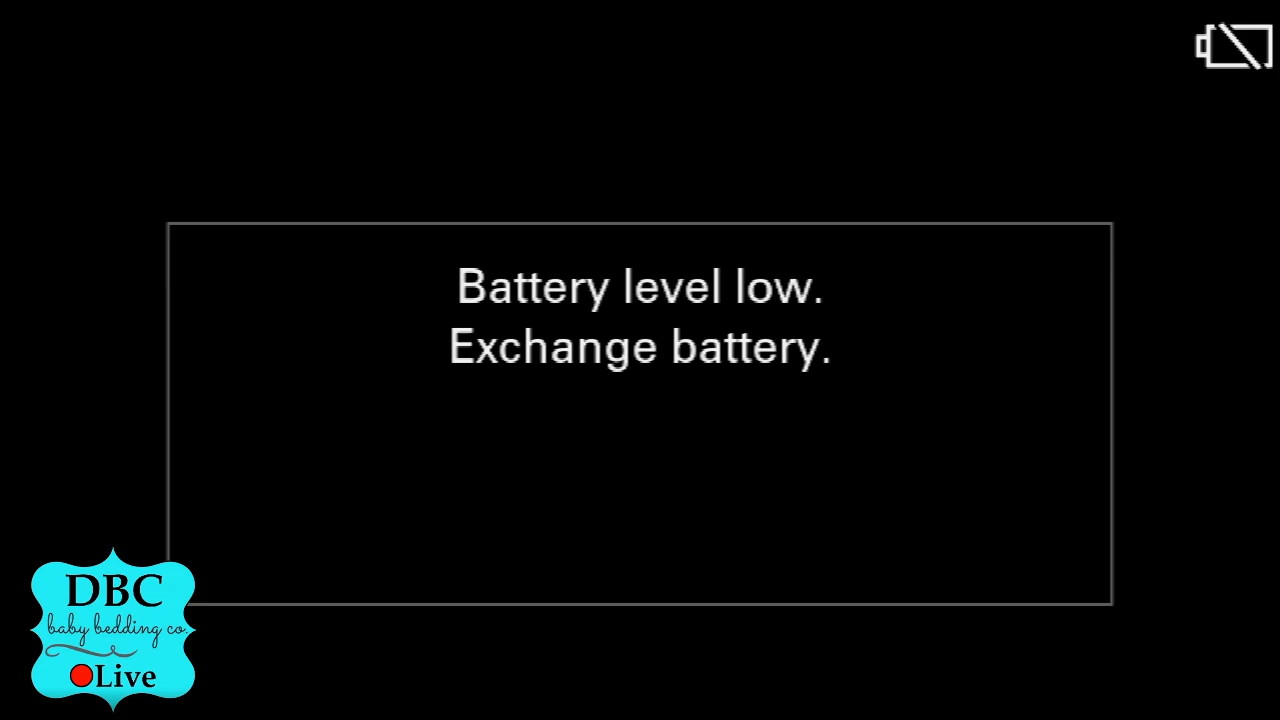 Battery level low.
Exchange battery.
DBC
baby bedding co.
Live